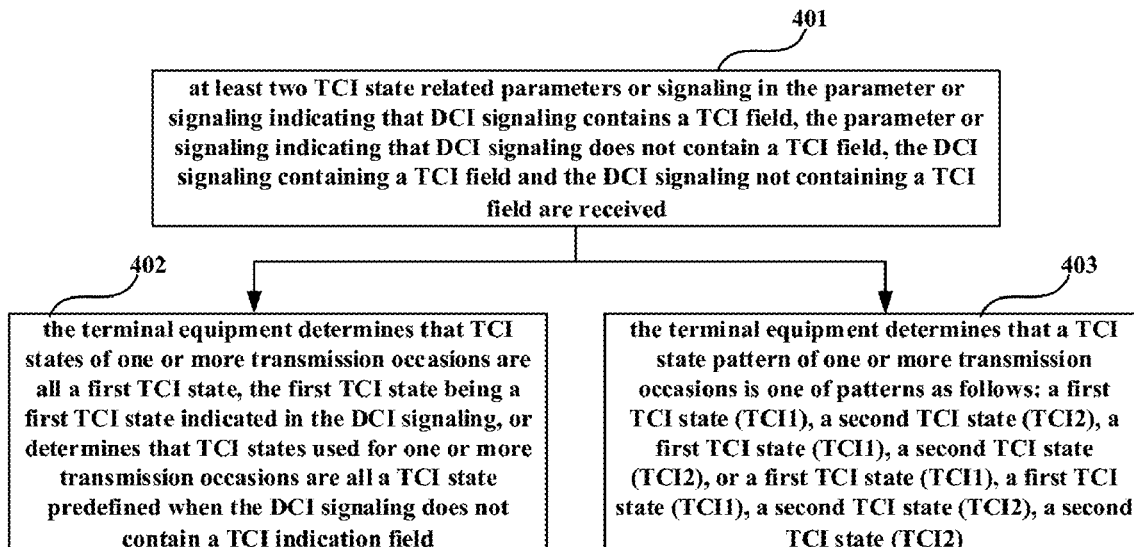 401
at least two TCI state related parameters or signaling in the parameter or
signaling indicating that DCI signaling contains a TCI field, the parameter or
signaling indicating that DCI signaling does not contain a TCI field, the DCI
signaling containing a TCI field and the DCI signaling not containing a TCI
field are received
402
the terminal equipment determines that TCI
states of one or more transmission occasions are
all a first TCI state, the first TCI state being a
first TCI state indicated in the DCI signaling, or
determines that TCI states used for one or more
transmission occasions are all a TCI state
predefined when the DCI signaling does not
contain a TCI indication field
403
the terminal equipment determines that a TCI
state pattern of one or more transmission
occasions is one of patterns as follows: a first
TCI state (TCI1), a second TCI state (TCI2), a
first TCI state (TCI1), a second TCI state
(TCI2), or a first TCI state (TCI1), a first TCI
state (TCI1), a second TCI state (TCI2), a second
TCI state (TCI2)